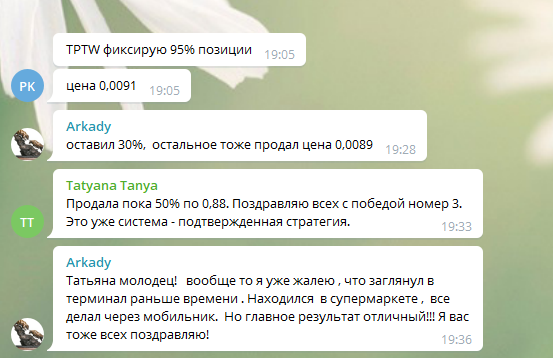 TPTW фиксирую 95% позиции
19:05
PK
цена 0,0091
19:05
Arkady
оставил 30%, остальное тоже продал цена 0,0089
19:28
Tatyana Tanya
Продала пока 50% по 0,88. Поздравляю всех с победой номер 3.
Это уже система - подтвержденная стратегия.
TT
19:33
Arkady
Татьяна молодец! вообще то я уже жалею , что заглянул в
терминал раньше времени . Находился в супермаркете , все
делал через мобильник. Но главное результат отличный!!! Я вас
тоже всех поздравляю!
19:36